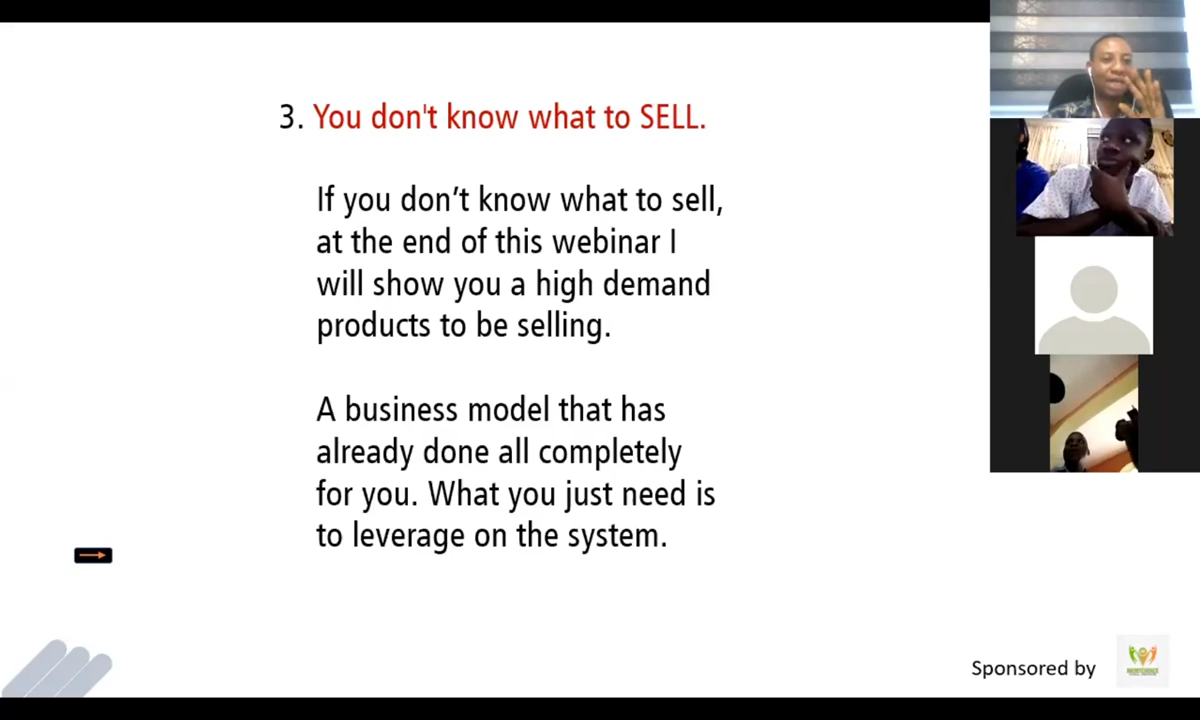 3. You don't know what to SELL.
If you don’t know what to sell,
at the end of this webinar I
will show you a high demand
products to be selling.
A business model that has
already done all completely
for you. What you just need is
to leverage on the system.
Sponsored by